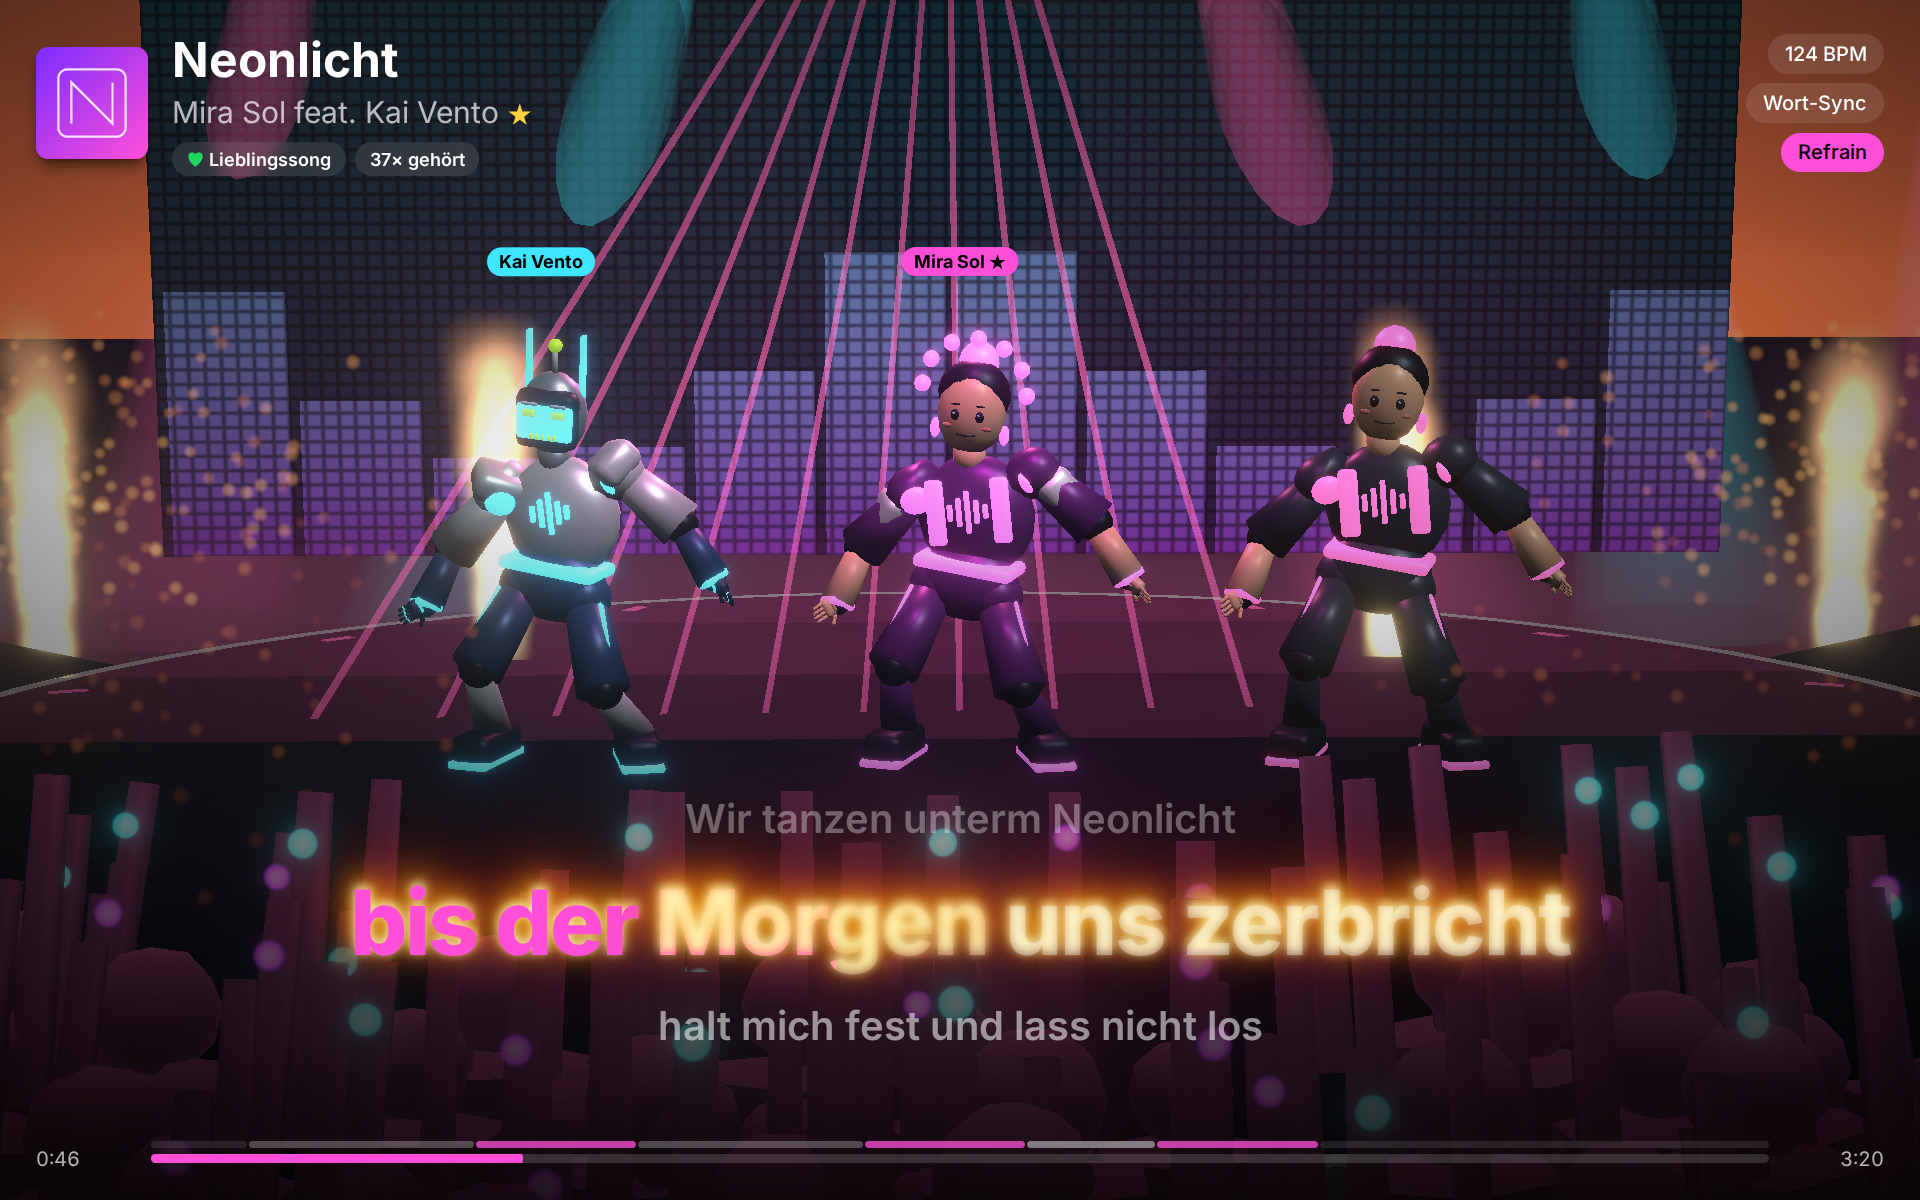 N
Neonlicht
Mira Sol feat. Kai Vento ★
Lieblingssong
37× gehört
124 BPM
Wort-Sync
Refrain
Kai Vento
Mira Sol ★
Wir tanzen unterm Neonlicht
bis der Morgen uns zerbricht
halt mich fest und lass nicht los
0:46
3:20